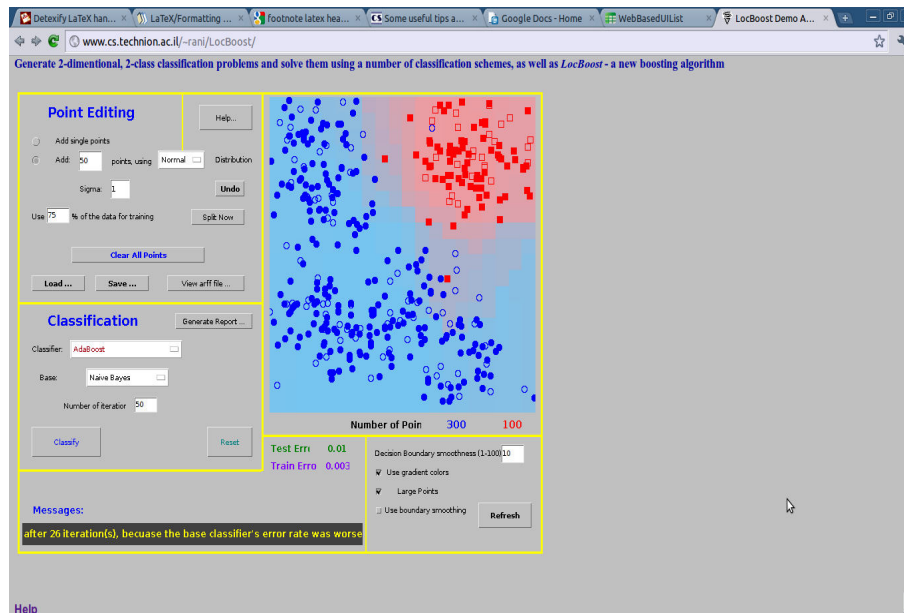 Detexify LaTeX han... LaTeX/Formatting ... footnote latex hea... Some useful tips a... Google Docs - Home WebBasedUIList LocBoost Demo A...
www.cs.technion.ac.il/~rani/LocBoost/
Generate 2-dimentional, 2-class classification problems and solve them using a number of classification schemes, as well as LocBoost - a new boosting algorithm
Point Editing
Help...
Add single points
Add: 50 points, using Normal Distribution
Sigma: 1
Undo
Use 75 % of the data for training
Split Now
Clear All Points
Load ... Save ... View arff file ...
Classification
Generate Report ...
Classifier: AdaBoost
Base: Naive Bayes
Number of iteration 50
Classify
Reset
Number of Poin 300 100
Test Erro 0.01
Train Erro 0.003
Decision Boundary smoothness (1-100) 10
Use gradient colors
Large Points
Use boundary smoothing
Refresh
Messages:
after 26 iteration(s), becuase the base classifier's error rate was worse
Help